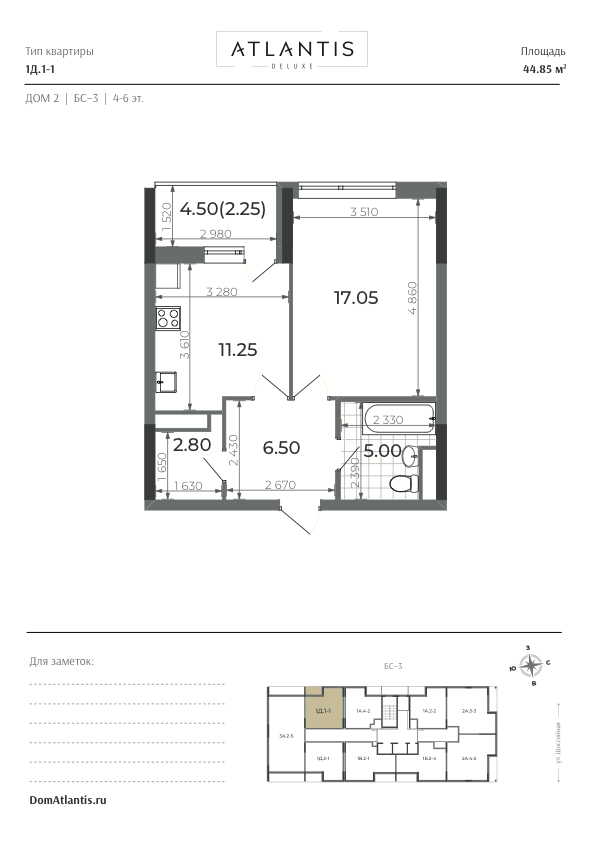 Тип квартиры
1Д.1-1
ATLANTIS
DELUXE
Площадь
44.85 м²
ДОМ 2 | БС–3 | 4-6 эт.
4.50(2.25)
1 520
2 980
3 510
3 280
17.05
4 860
3 610
11.25
2 330
2.80
2 430
6.50
5.00
1 650
2 390
1 630
2 670
Для заметок:
БС–3
З
С
Ю
В
1Д.1-1
1А.4-2
1А.2-2
2А.3-3
3А.2-5
1Д.2-1
1В.2-1
1Б.2-4
2А.4-2
ул. Шоссейная
DomAtlantis.ru